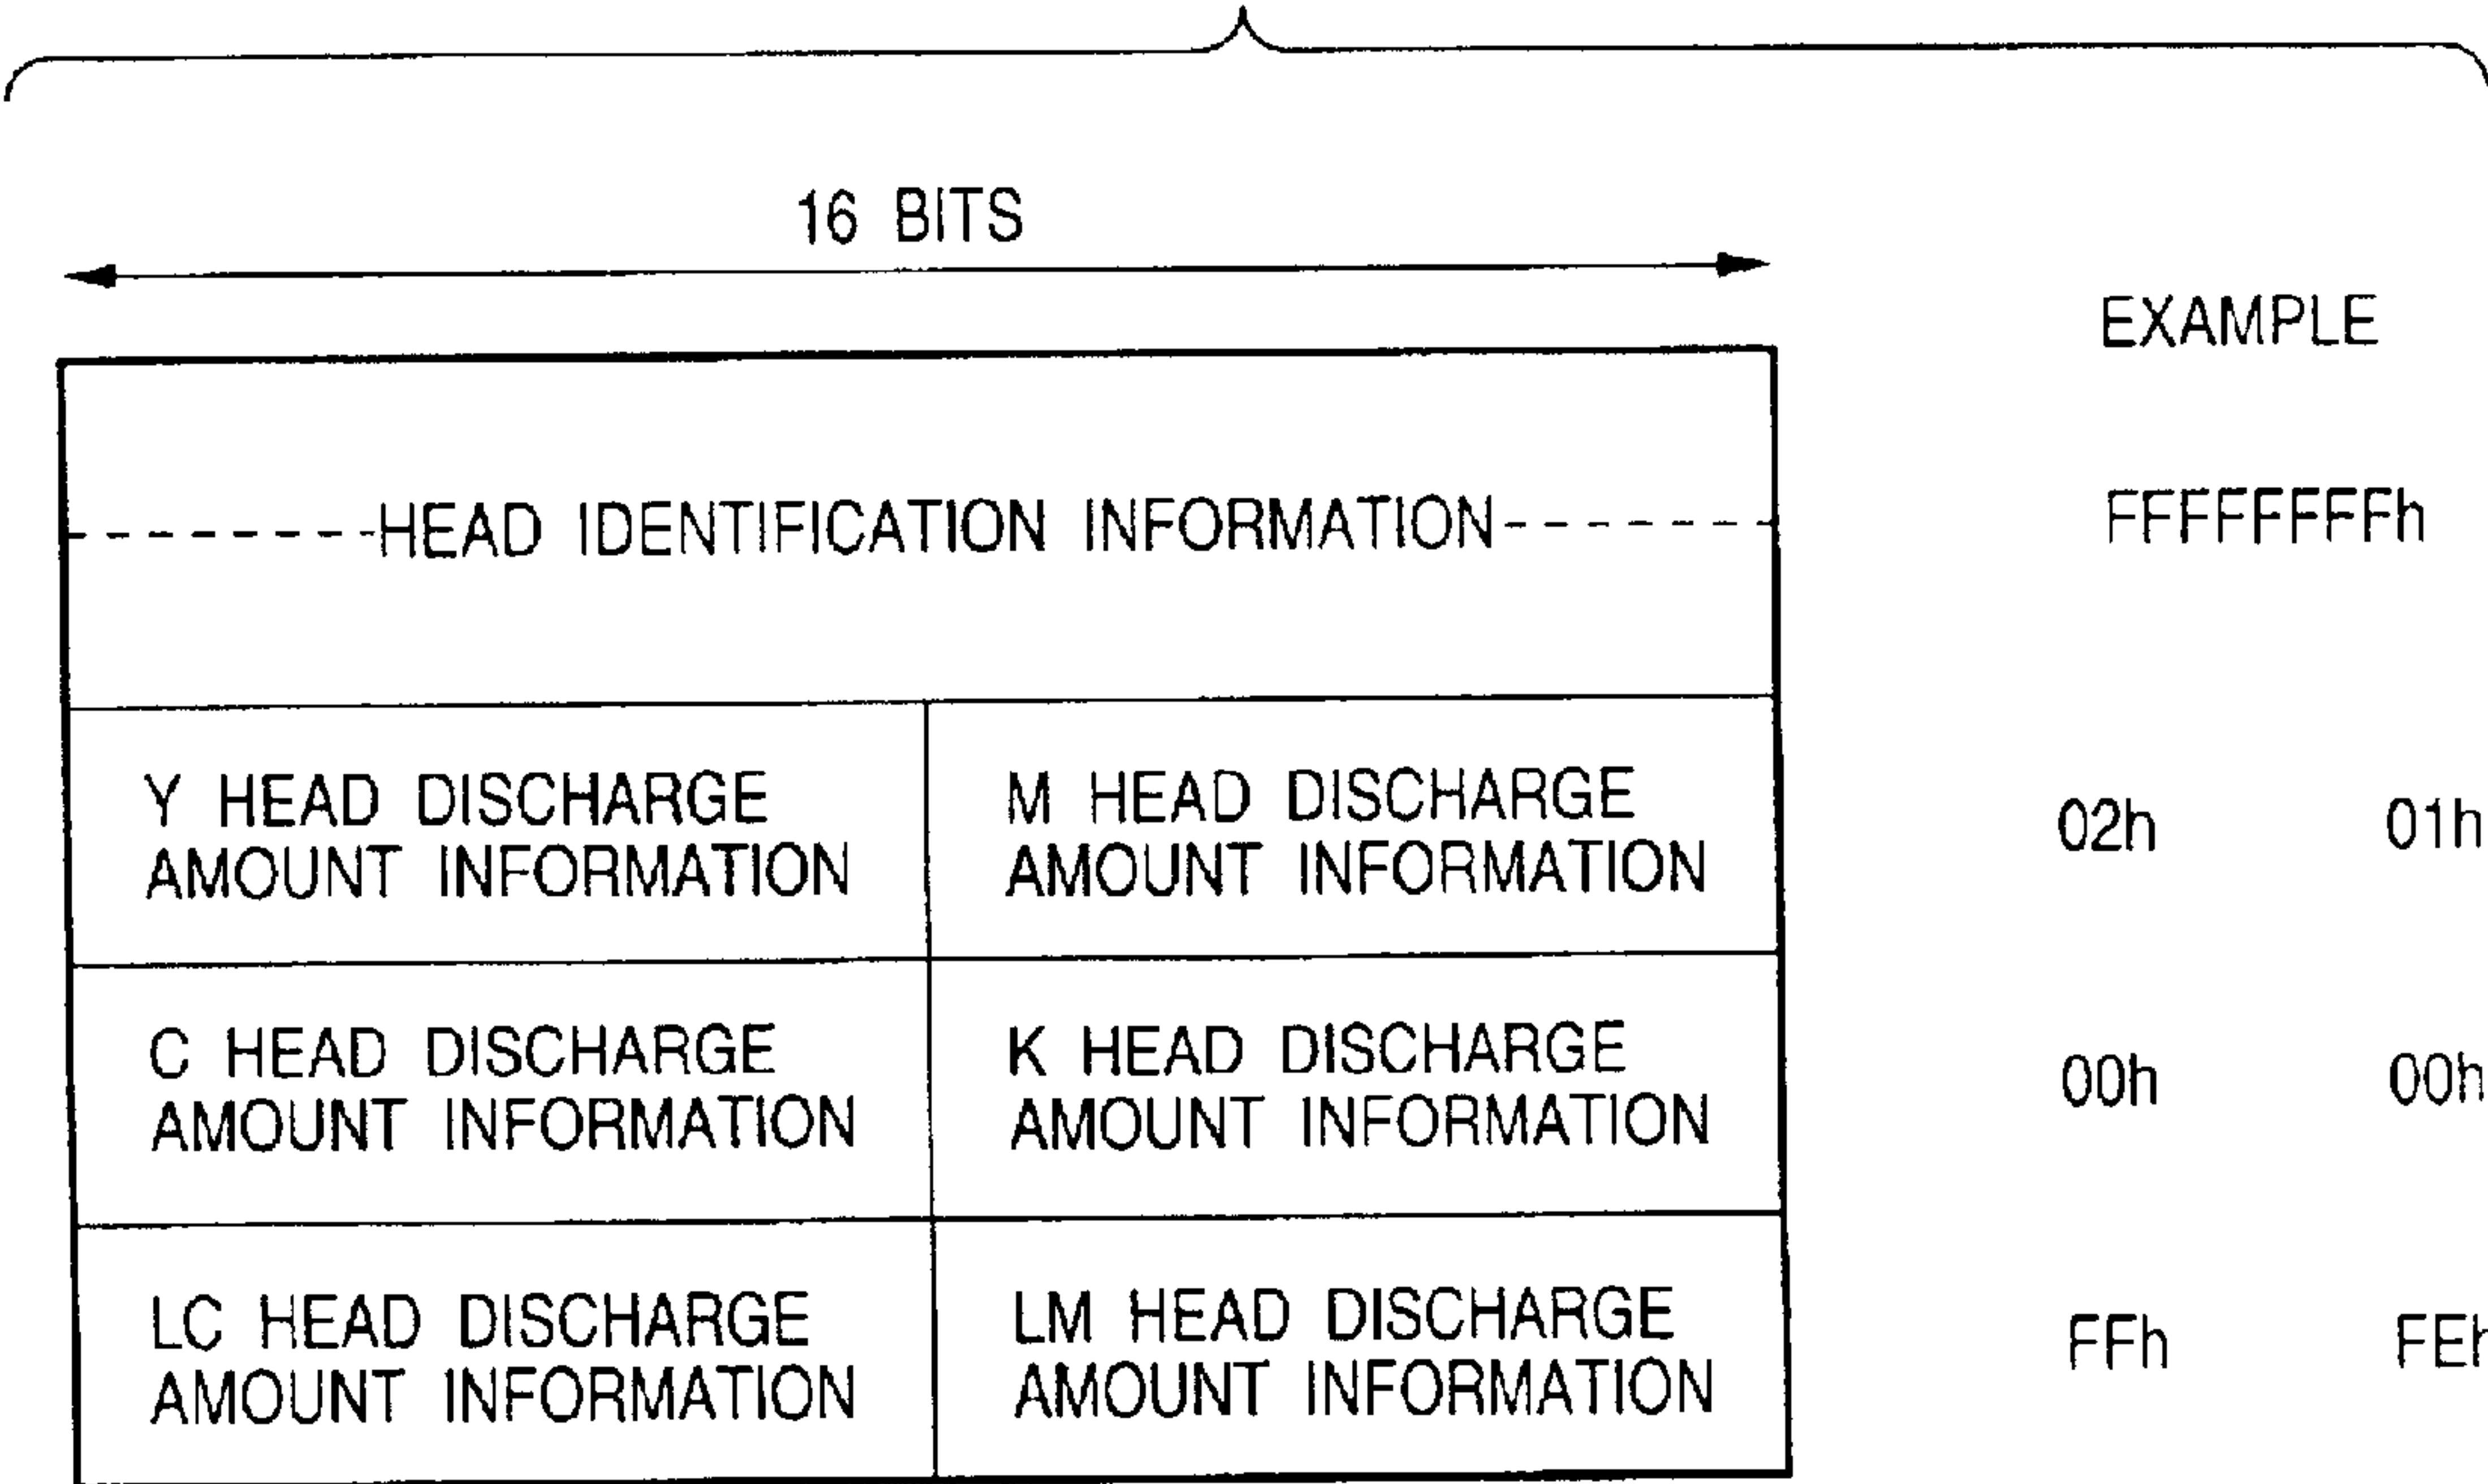 16 BITS
EXAMPLE
HEAD IDENTIFICATION INFORMATION
FFFFFFFFh
Y HEAD DISCHARGE
AMOUNT INFORMATION
M HEAD DISCHARGE
AMOUNT INFORMATION
02h 01h
C HEAD DISCHARGE
AMOUNT INFORMATION
K HEAD DISCHARGE
AMOUNT INFORMATION
00h 00h
LC HEAD DISCHARGE
AMOUNT INFORMATION
LM HEAD DISCHARGE
AMOUNT INFORMATION
FFh FEh